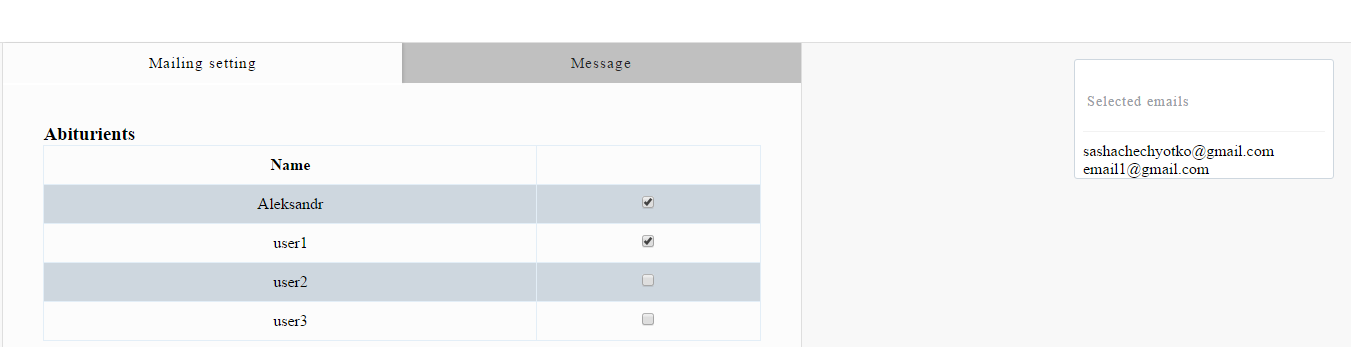 Mailing setting
Message
Selected emails
sashachechyotko@gmail.com
email1@gmail.com
Abiturients
Name
Aleksandr
user1
user2
user3